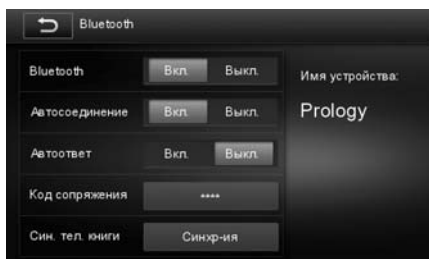 Bluetooth
Bluetooth Вкл. Выкл.
Автосоединение Вкл. Выкл.
Автоответ Вкл. Выкл.
Код сопряжения ****
Син. тел. книги Синхр-ия
Имя устройства:
Prology